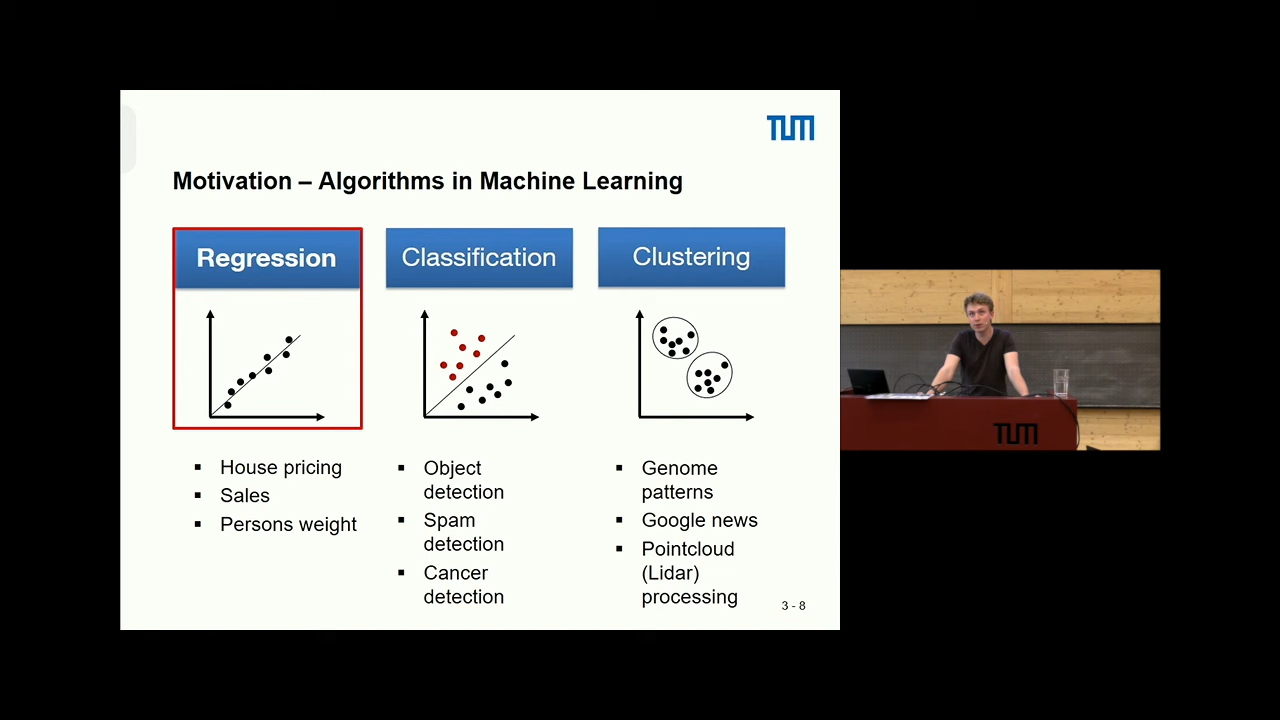 TUM
Motivation – Algorithms in Machine Learning
Regression
Classification
Clustering
▪ House pricing
▪ Sales
▪ Persons weight
▪ Object
detection
▪ Spam
detection
▪ Cancer
detection
▪ Genome
patterns
▪ Google news
▪ Pointcloud
(Lidar)
processing
3 - 8
TUM